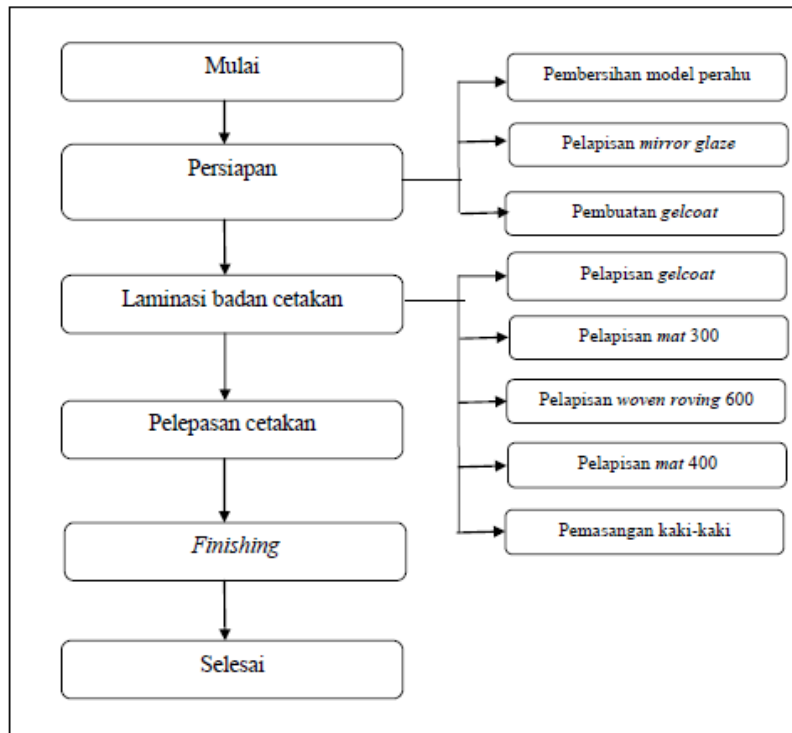 Mulai
Persiapan
Pembersihan model perahu
Pelapisan mirror glaze
Pembuatan gelcoat
Laminasi badan cetakan
Pelapisan gelcoat
Pelapisan mat 300
Pelapisan woven roving 600
Pelapisan mat 400
Pemasangan kaki-kaki
Pelepasan cetakan
Finishing
Selesai